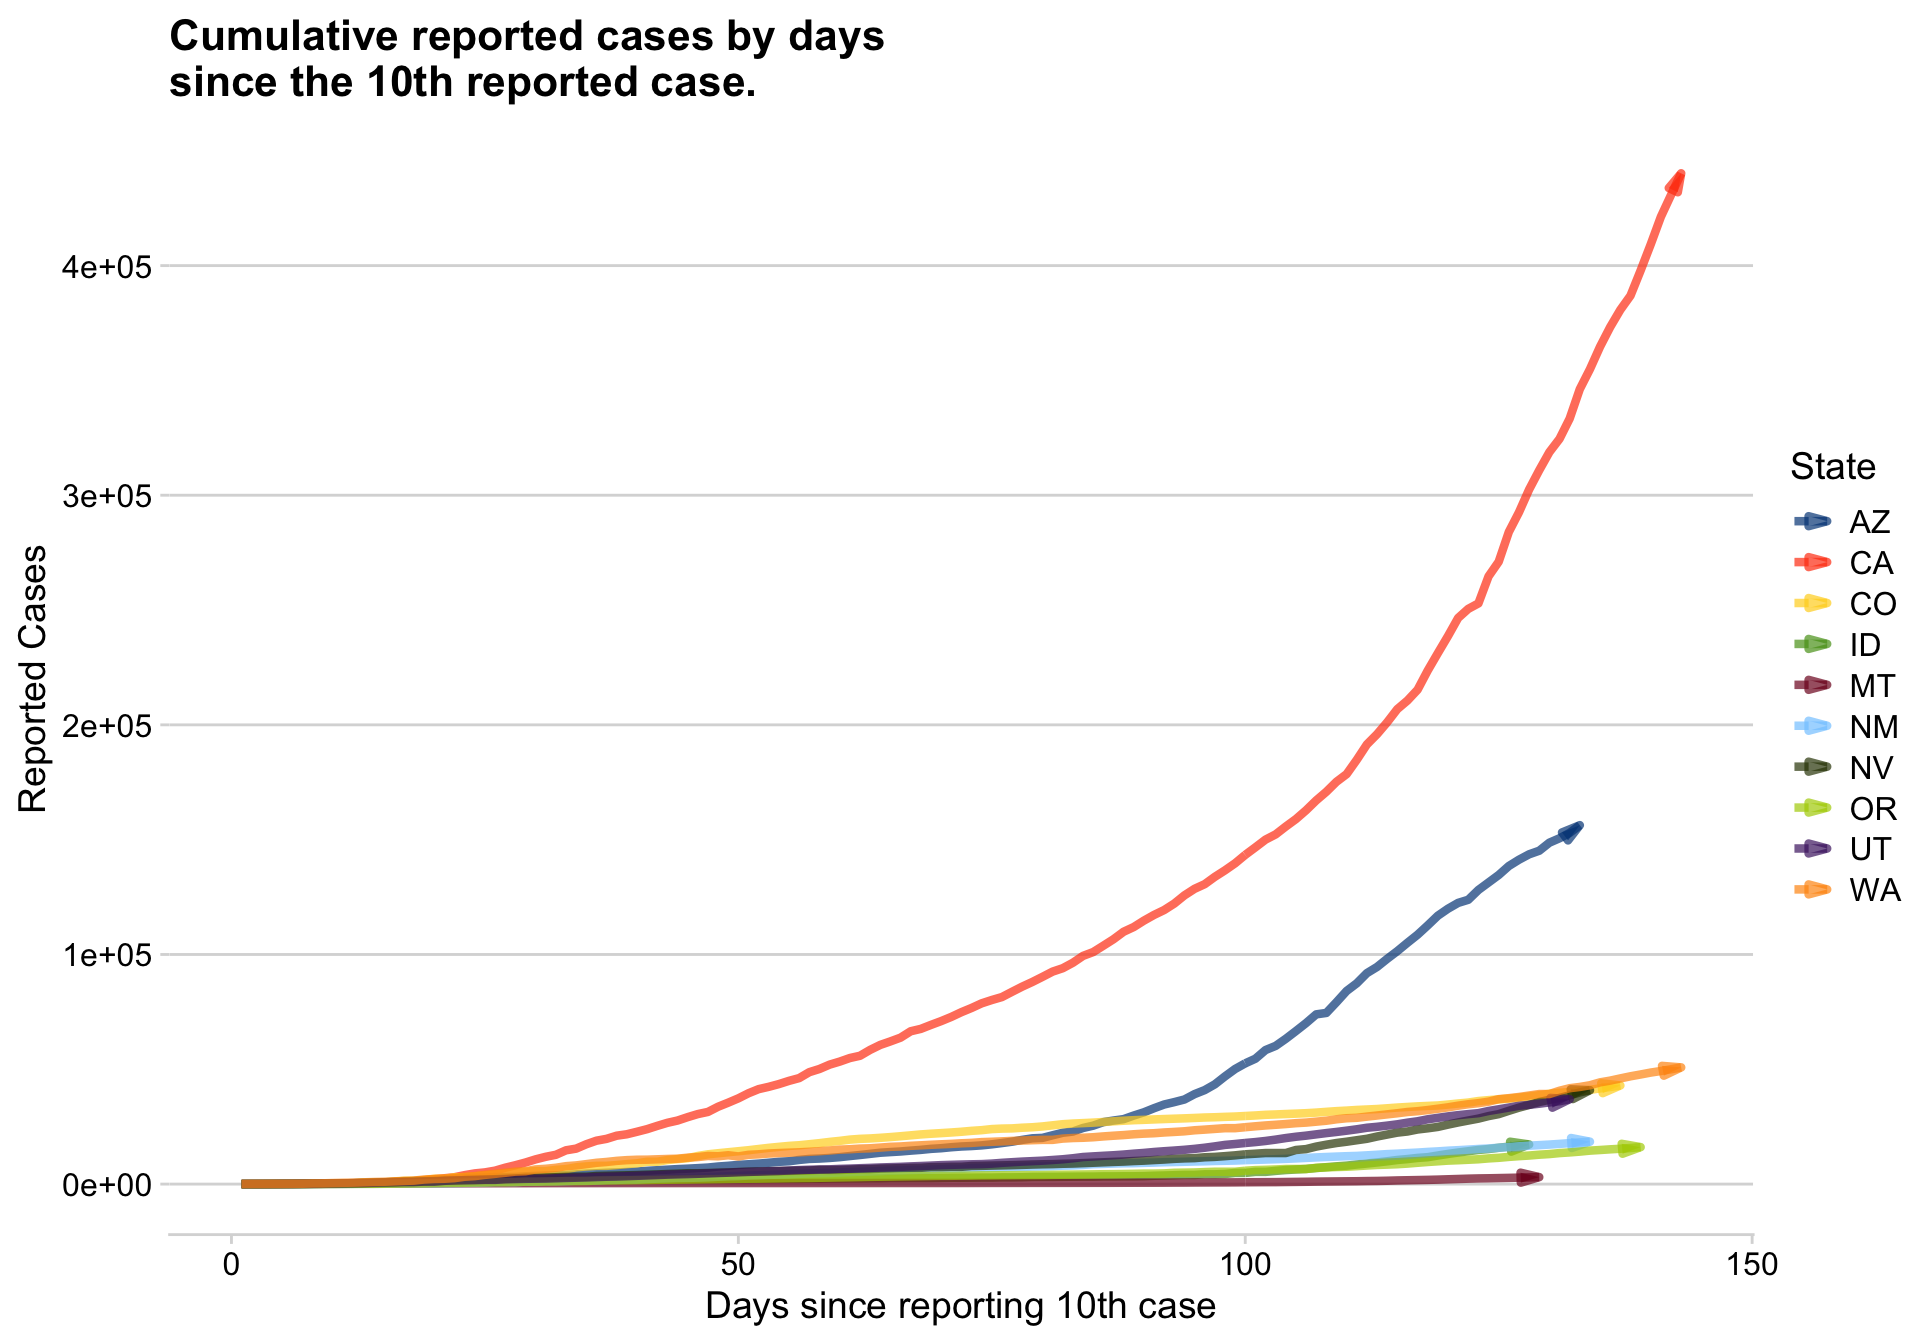 Cumulative reported cases by days
since the 10th reported case.
Reported Cases
4e+05
3e+05
2e+05
1e+05
0e+00
0
50
100
150
Days since reporting 10th case
State
AZ
CA
CO
ID
MT
NM
NV
OR
UT
WA